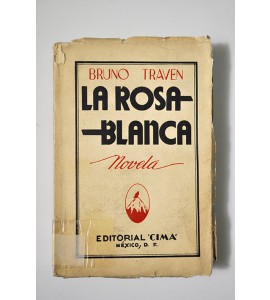 BRUNO TRAVEN
LA ROSA
BLANCA
Novela
EDITORIAL "CIMA"
MÉXICO, D. F.